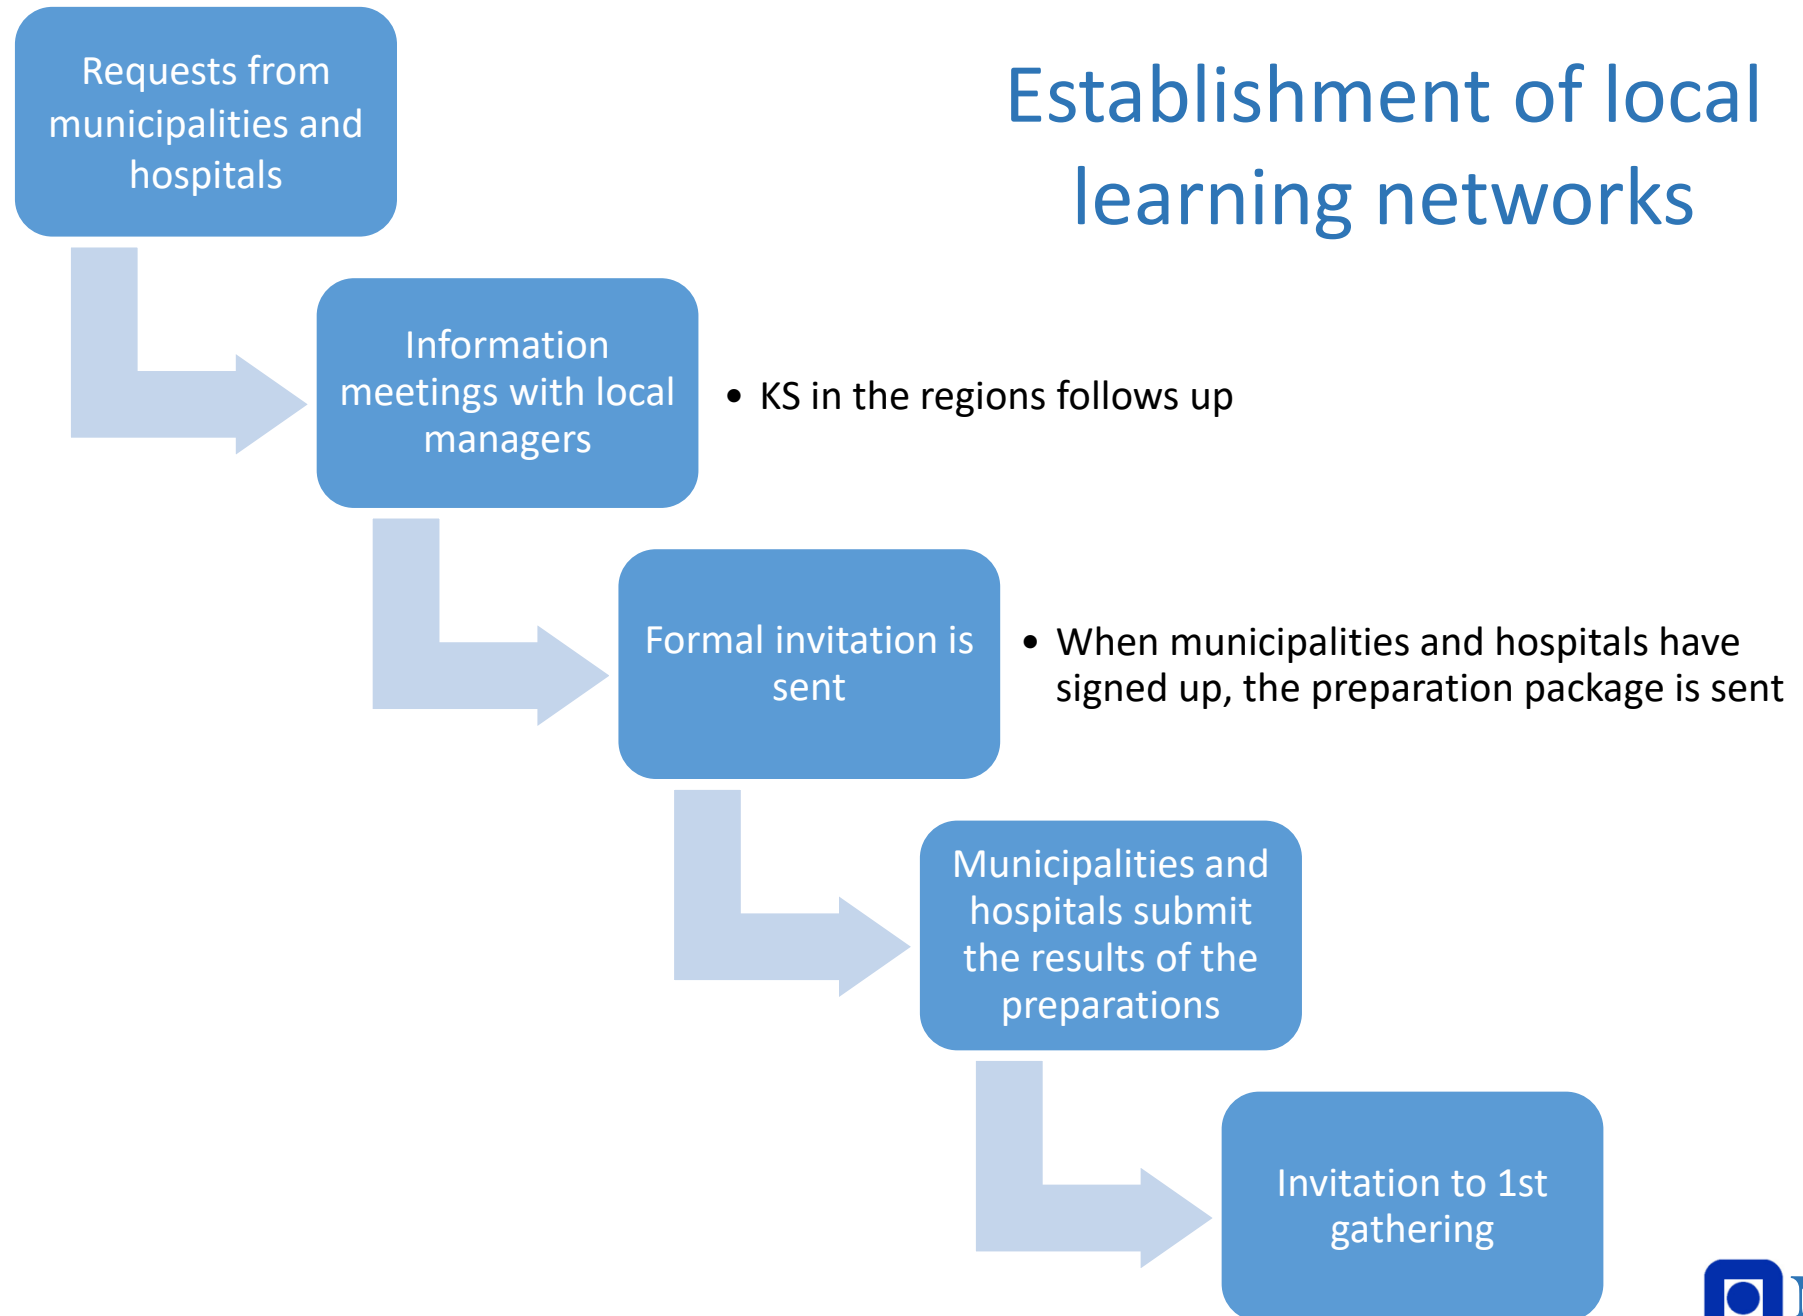 Establishment of local
learning networks
Requests from
municipalities and
hospitals
Information
meetings with local
managers
• KS in the regions follows up
Formal invitation is
sent
• When municipalities and hospitals have
signed up, the preparation package is sent
Municipalities and
hospitals submit
the results of the
preparations
Invitation to 1st
gathering